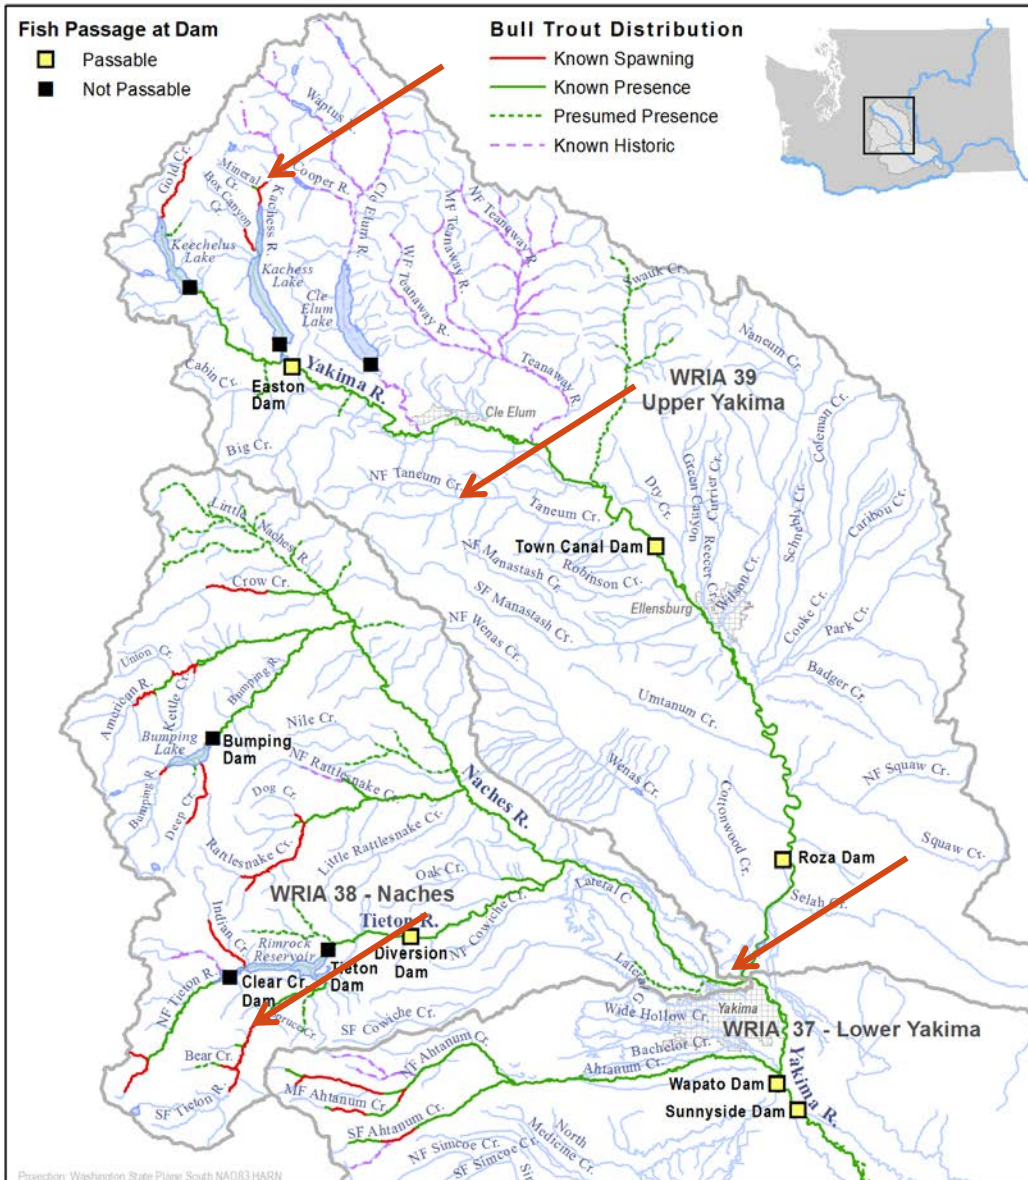 Fish Passage at Dam
Passable
Not Passable
Bull Trout Distribution
Known Spawning
Known Presence
Presumed Presence
Known Historic
Waptus R.
Gold Cr.
Mineral Cr.
Box Canyon Cr.
Kachess R.
Cooper R.
Cle Elum R.
Keechelus
Lake
Kachess
Lake
Cle
Elum
Lake
WF Teanaway R.
MF Teanaway R.
NF Teanaway R.
Teanaway R.
Swauk Cr.
Naneum Cr.
Cabin Cr.
Easton
Dam
Yakima R.
Cle Elum
WRIA 39
Upper Yakima
Big Cr.
NF Taneum Cr.
Taneum Cr.
Dry Cr.
Green Canyon
Currier Cr.
Reecer Cr.
Wilson Cr.
Schnebly Cr.
Coleman Cr.
Caribou Cr.
Cooke Cr.
Park Cr.
Badger Cr.
Town Canal Dam
Ellensburg
Little Naches R.
Crow Cr.
NF Manastash Cr.
Robinson Cr.
SF Manastash Cr.
NF Wenas Cr.
Umtanum Cr.
Union Cr.
American R.
Kettle Cr.
Bumping R.
Bumping
Lake
Bumping
Dam
Nile Cr.
NF Rattlesnake Cr.
Bumping R.
Deep Cr.
Dog Cr.
Rattlesnake Cr.
Little Rattlesnake Cr.
Naches R.
Wenas Cr.
Cottonwood Cr.
NF Squaw Cr.
Squaw Cr.
Roza Dam
Selah Cr.
Oak Cr.
WRIA 38 - Naches
Tieton R.
Lateral C
Indian Cr.
Rimrock
Reservoir
Tieton
Dam
Diversion
Dam
NF Cowiche Cr.
Lateral C.
NF Tieton R.
Clear Cr.
Dam
SF Cowiche Cr.
Bear Cr.
SF Tieton R.
Wide Hollow Cr.
Yakima
WRIA 37 - Lower Yakima
Bachelor Cr.
Ahtanum Cr.
NF Ahtanum Cr.
MF Ahtanum Cr.
SF Ahtanum Cr.
Wapato Dam
Yakima R.
Sunnyside Dam
NF Simcoe Cr.
SF Simcoe Cr.
North
Medicine Cr.
Projection: Washington State Plane South NAD83 HARN